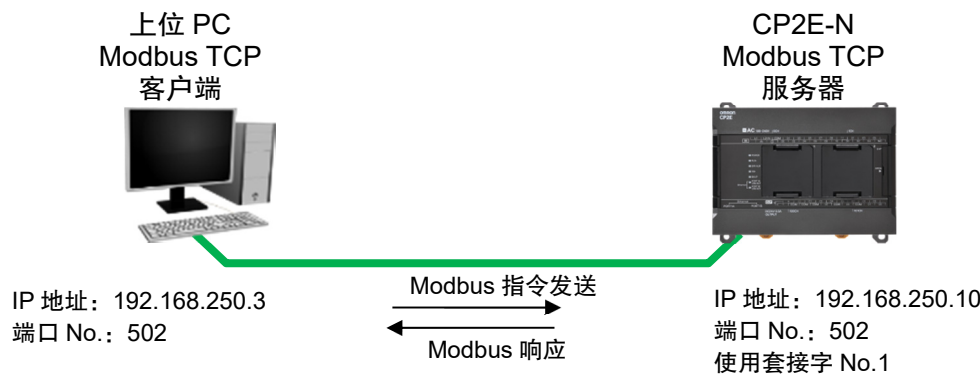 上位 PC
Modbus TCP
客户端
CP2E-N
Modbus TCP
服务器
omron
CP2E
Modbus 指令发送
Modbus 响应
IP 地址：192.168.250.3
端口 No.：502
IP 地址：192.168.250.10
端口 No.：502
使用套接字 No.1